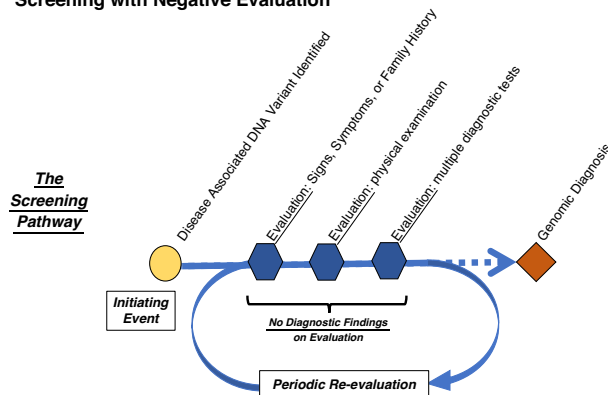 Screening with Negative Evaluation
Disease Associated DNA Variant Identified
Evaluation: Signs, Symptoms, or Family History
Evaluation: physical examination
Evaluation: multiple diagnostic tests
Genomic Diagnosis
The
Screening
Pathway
Initiating
Event
No Diagnostic Findings
on Evaluation
Periodic Re-evaluation